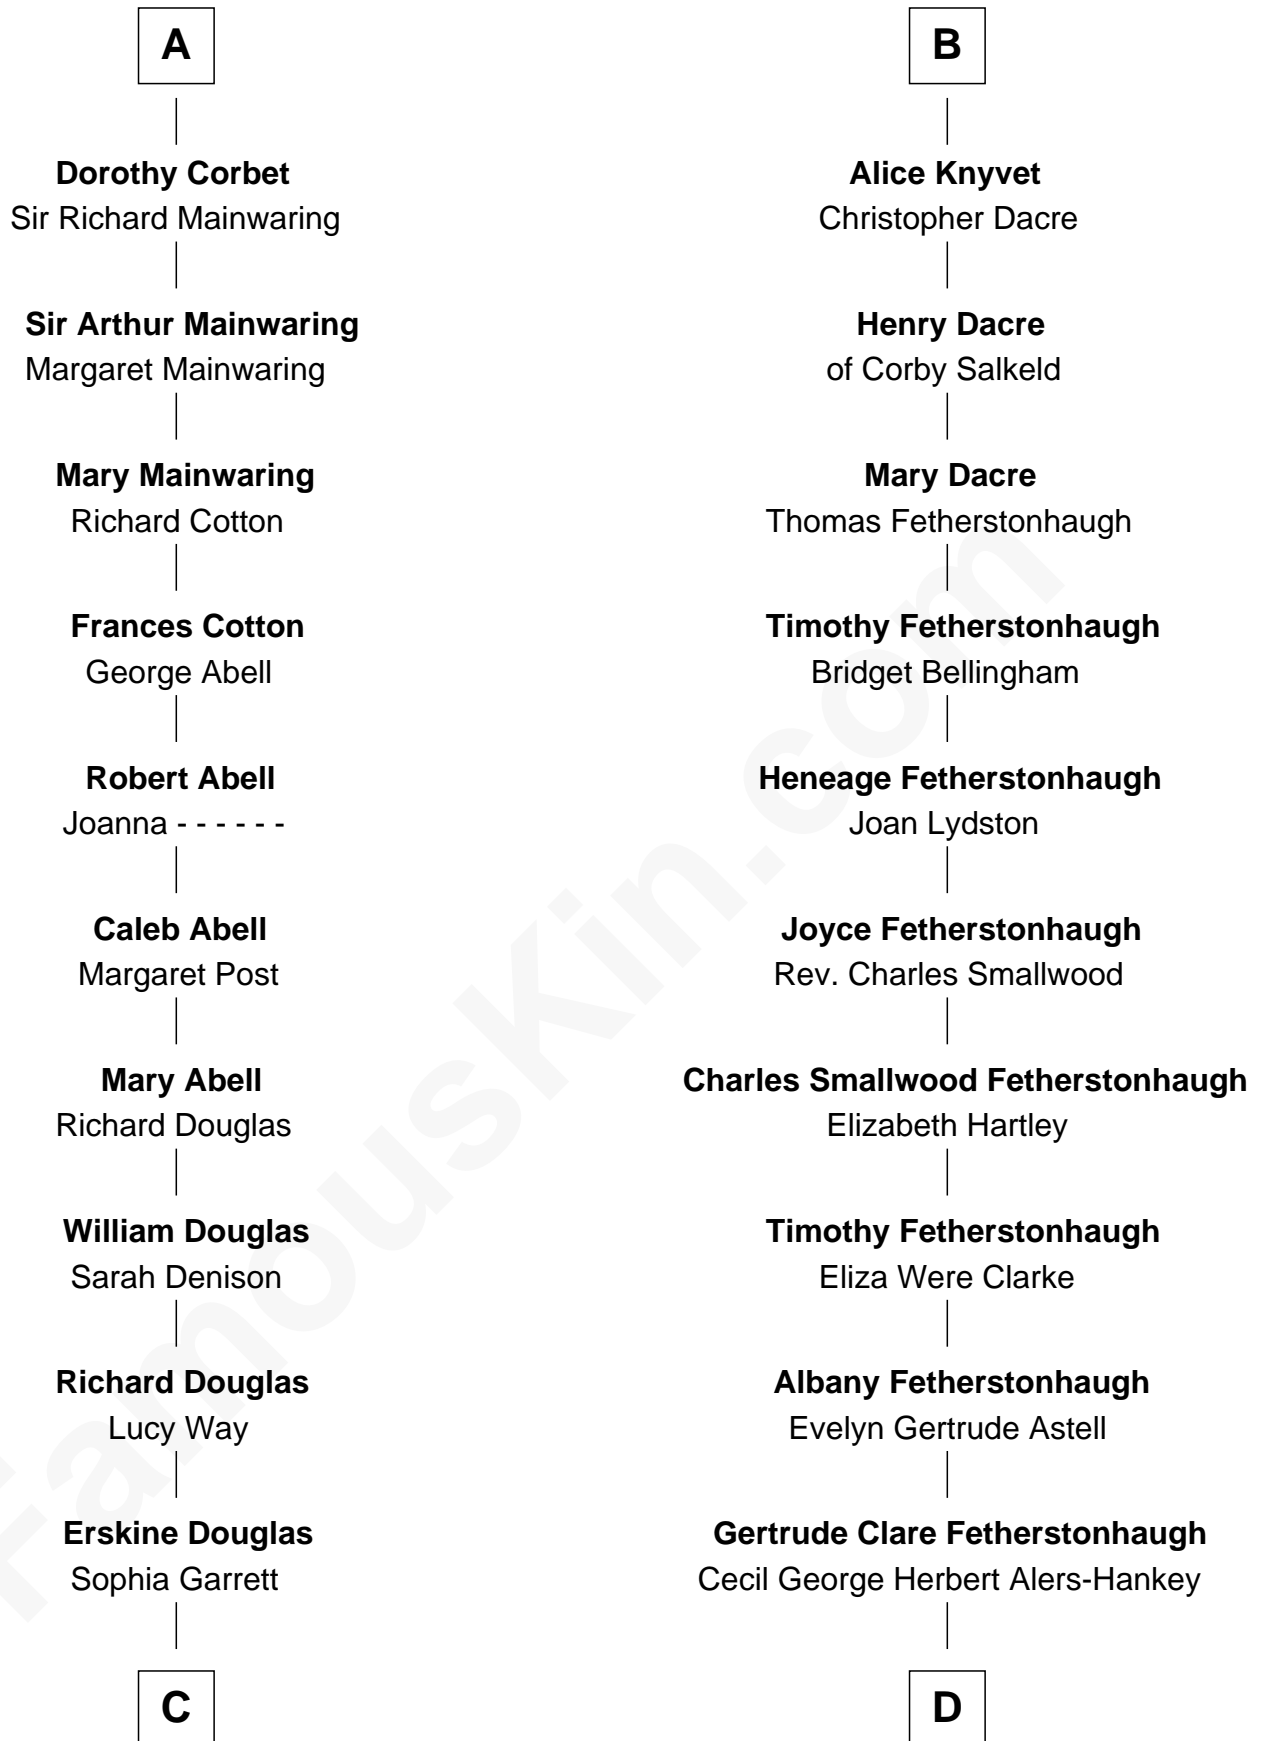 A
Dorothy Corbet
Sir Richard Mainwaring
Sir Arthur Mainwaring
Margaret Mainwaring
Mary Mainwaring
Richard Cotton
Frances Cotton
George Abell
Robert Abell
Joanna - - - - - -
Caleb Abell
Margaret Post
Mary Abell
Richard Douglas
William Douglas
Sarah Denison
Richard Douglas
Lucy Way
Erskine Douglas
Sophia Garrett
C
B
Alice Knyvet
Christopher Dacre
Henry Dacre
of Corby Salkeld
Mary Dacre
Thomas Fetherstonhaugh
Timothy Fetherstonhaugh
Bridget Bellingham
Heneage Fetherstonhaugh
Joan Lydston
Joyce Fetherstonhaugh
Rev. Charles Smallwood
Charles Smallwood Fetherstonhaugh
Elizabeth Hartley
Timothy Fetherstonhaugh
Eliza Were Clarke
Albany Fetherstonhaugh
Evelyn Gertrude Astell
Gertrude Clare Fetherstonhaugh
Cecil George Herbert Alers-Hankey
D
FamousKin.com